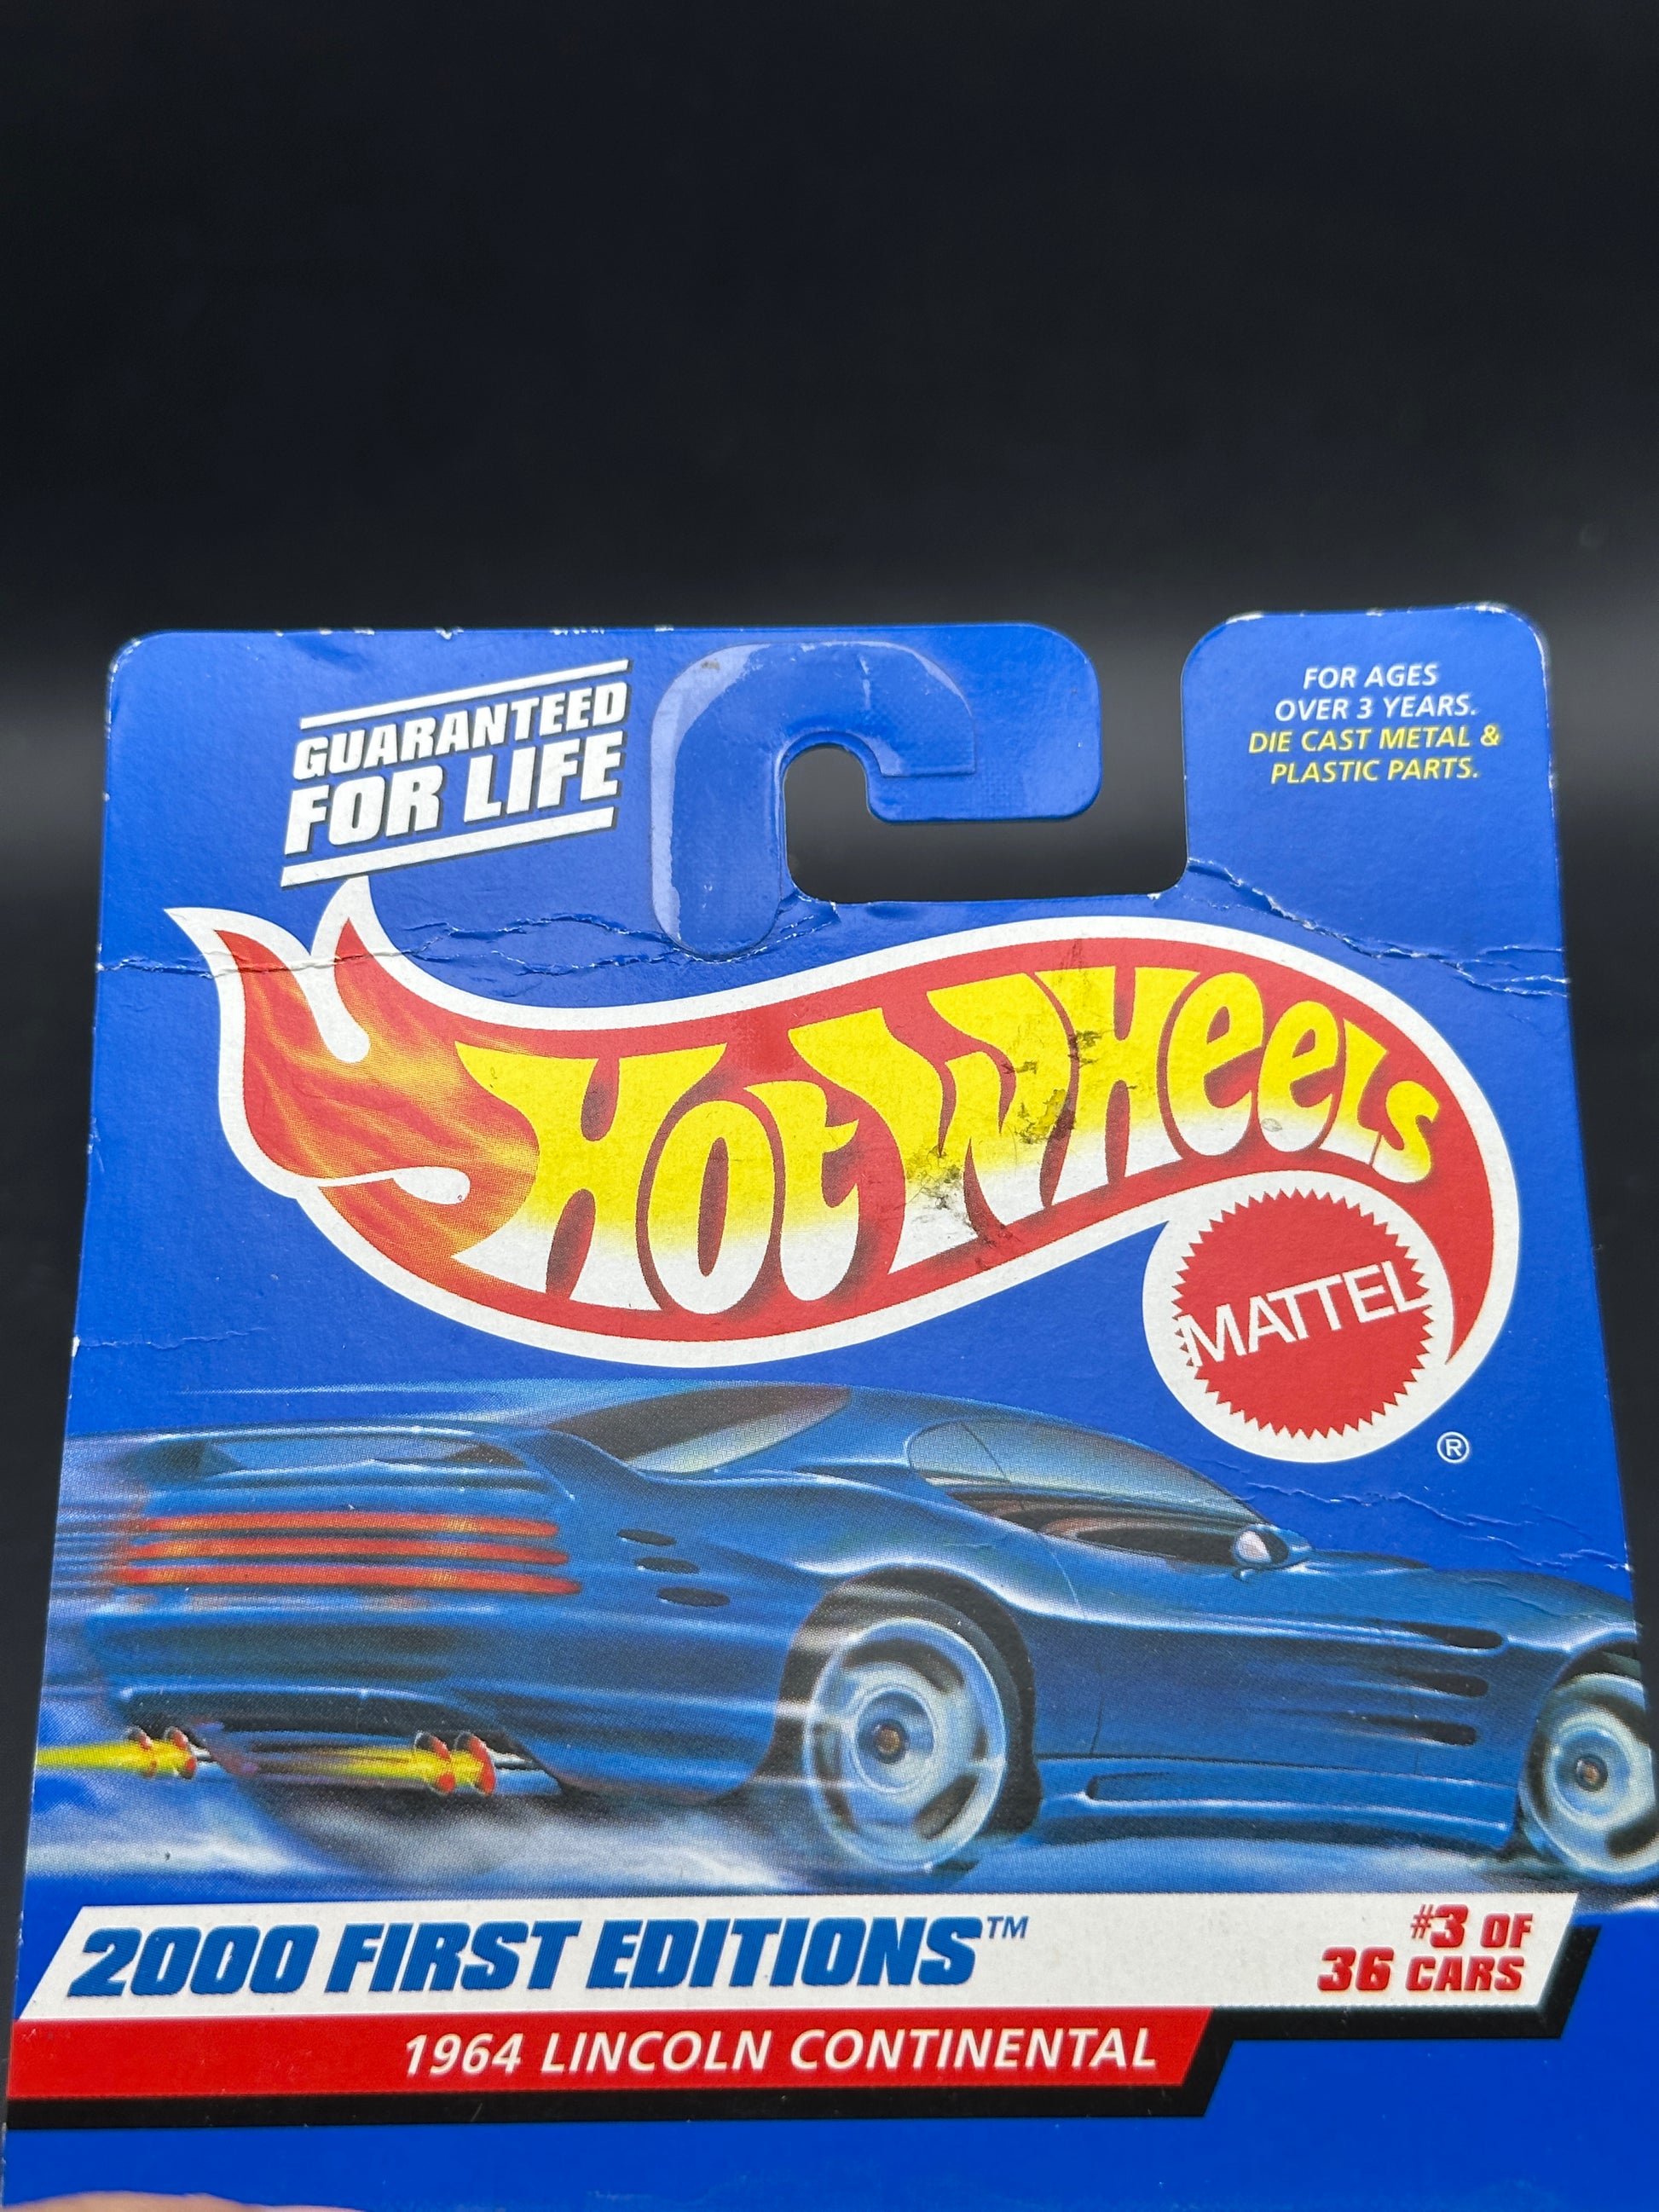 GUARANTEED
FOR LIFE
FOR AGES
OVER 3 YEARS.
DIE CAST METAL &
PLASTIC PARTS.
Hot Wheels
MATTEL
®
2000 FIRST EDITIONS™
#3 OF
36 CARS
1964 LINCOLN CONTINENTAL